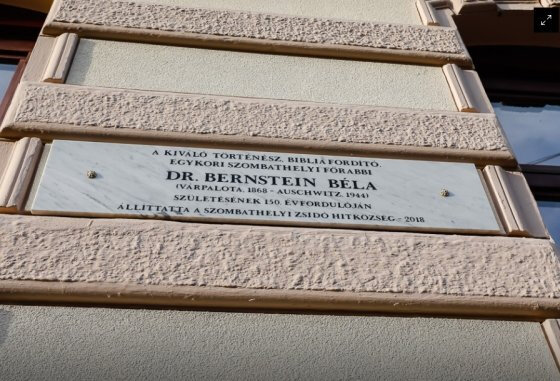 A KIVÁLÓ TÖRTÉNÉSZ, BIBLIAFORDÍTÓ,
EGYKORI SZOMBATHELYI FŐRABBI
DR. BERNSTEIN BÉLA
(VÁRPALOTA, 1868 - AUSCHWITZ, 1944)
SZÜLETÉSÉNEK 150. ÉVFORDULÓJÁN
ÁLLÍTTATTA A SZOMBATHELYI ZSIDÓ HITKÖZSÉG - 2018